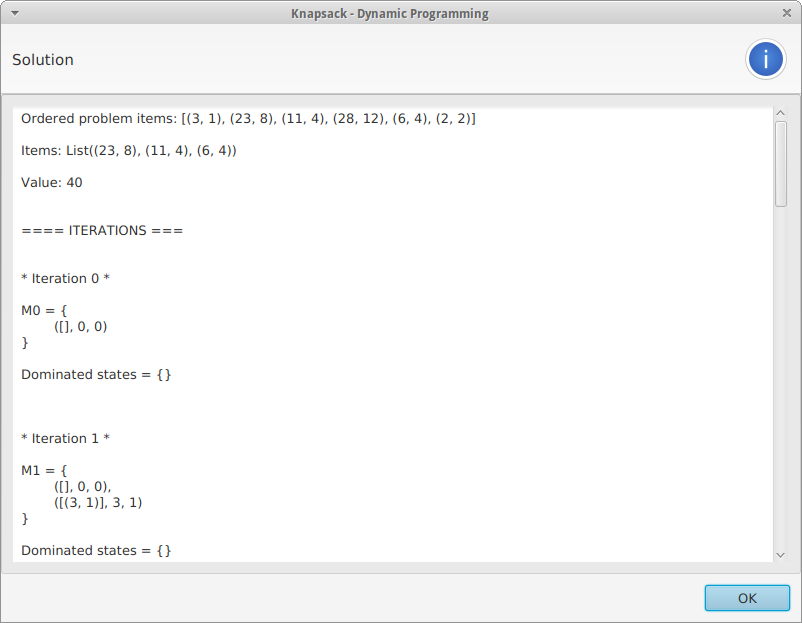 Knapsack - Dynamic Programming
Solution
i
Ordered problem items: [(3, 1), (23, 8), (11, 4), (28, 12), (6, 4), (2, 2)]
Items: List((23, 8), (11, 4), (6, 4))
Value: 40
==== ITERATIONS ===
* Iteration 0 *
M0 = {
([], 0, 0)
}
Dominated states = {}
* Iteration 1 *
M1 = {
([], 0, 0),
([(3, 1)], 3, 1)
}
Dominated states = {}
OK